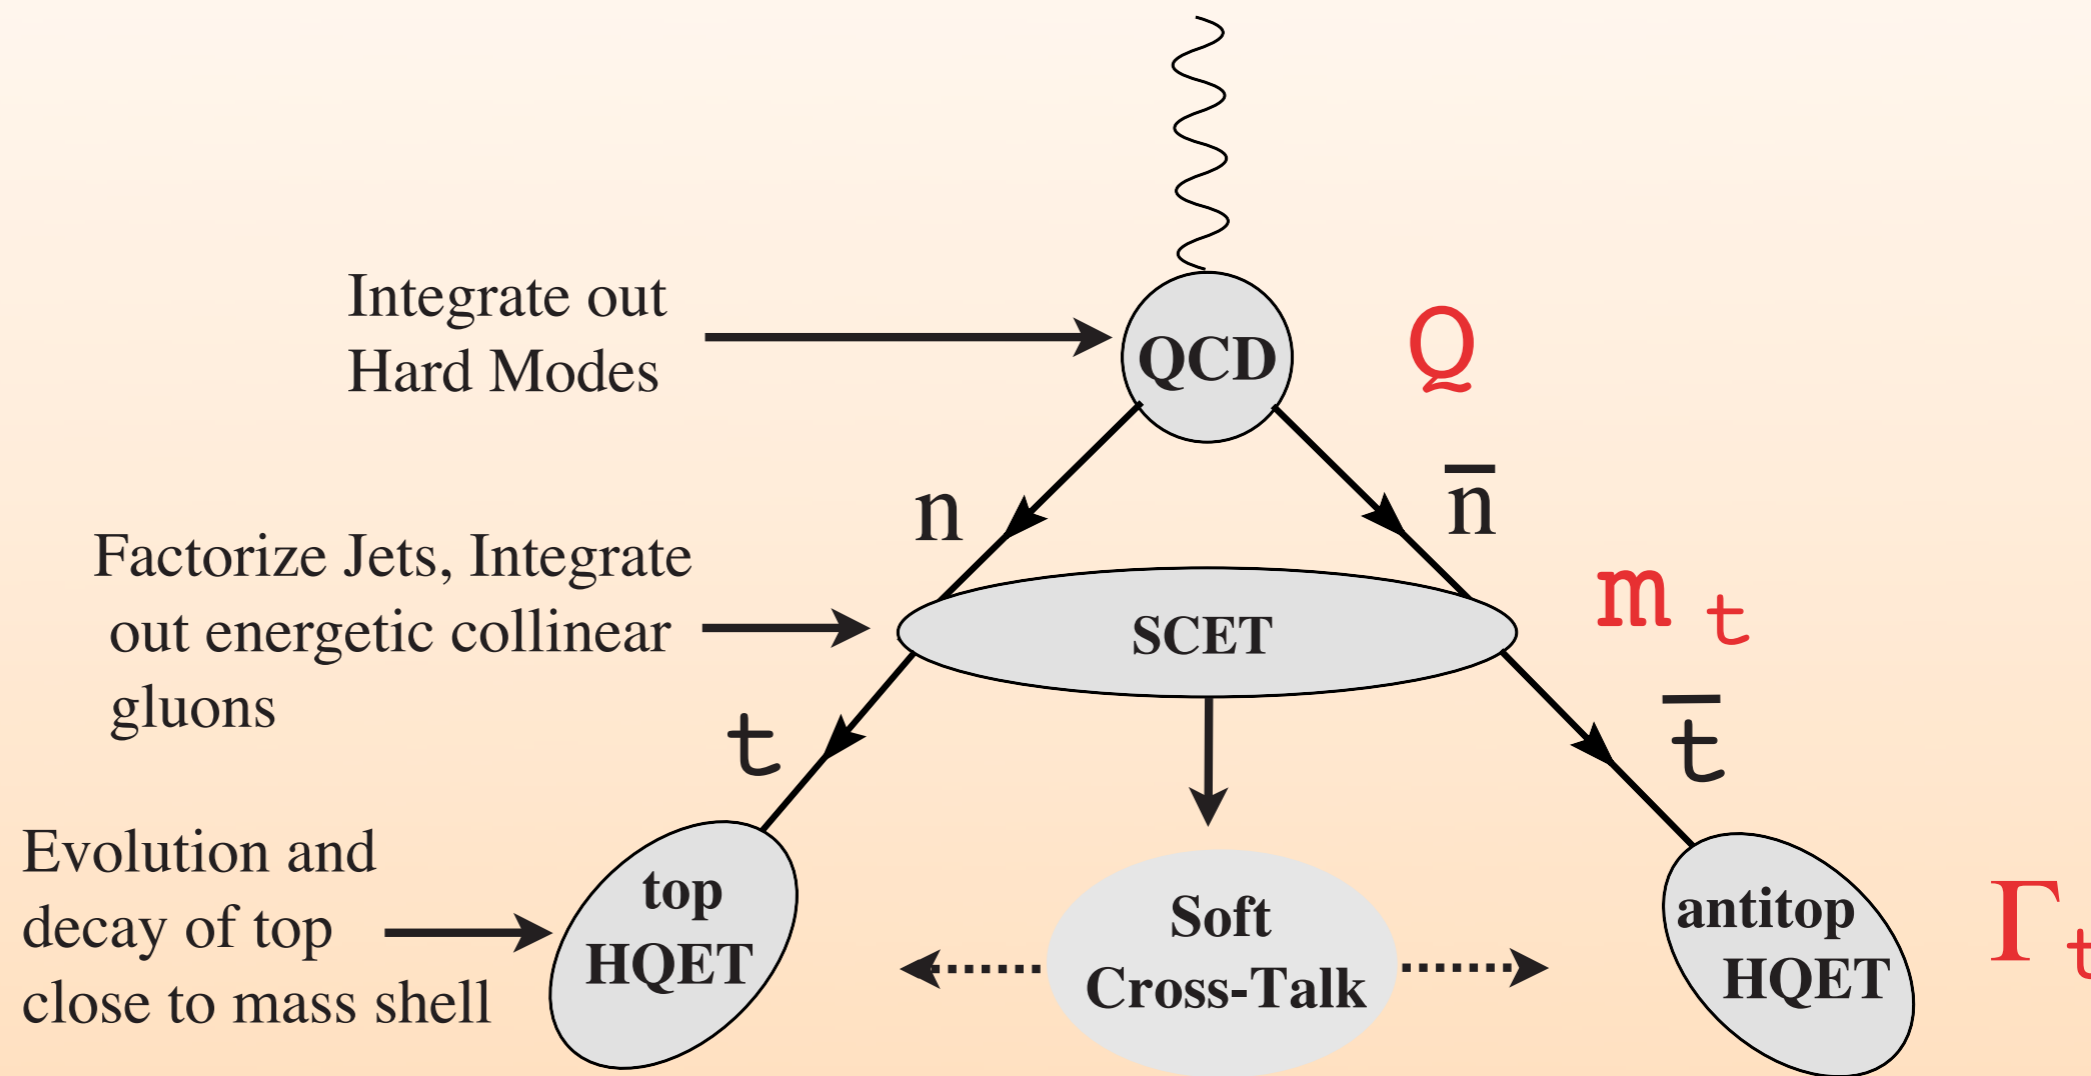 Integrate out
Hard Modes
QCD
Q
n
n̅
Factorize Jets, Integrate
out energetic collinear
gluons
SCET
m t
t
t̅
Evolution and
decay of top
close to mass shell
top
HQET
Soft
Cross-Talk
antitop
HQET
Γt